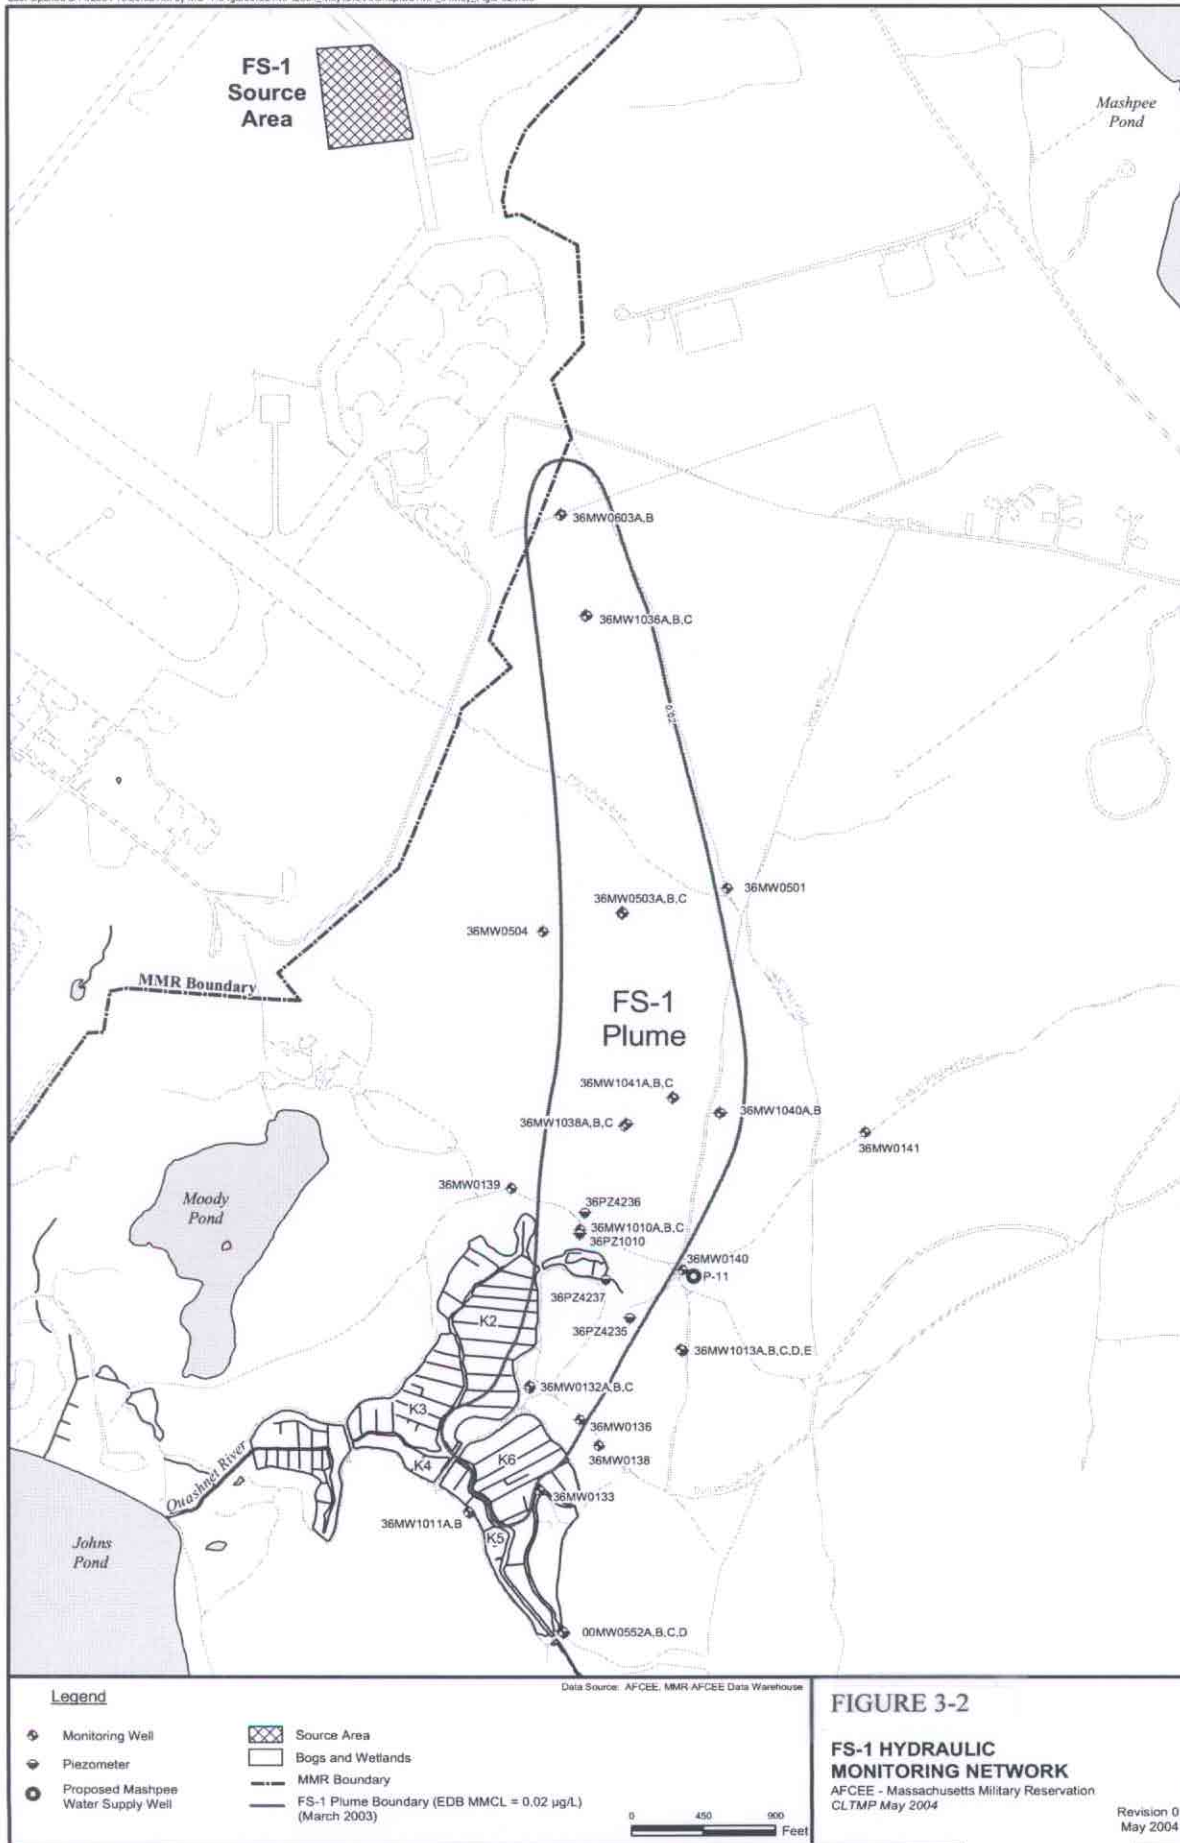 FS-1
Source
Area
Mashpee
Pond
36MW0603A,B
36MW1036A,B,C
0.02
36MW0501
36MW0503A,B,C
36MW0504
MMR Boundary
FS-1
Plume
36MW1041A,B,C
36MW1040A,B
36MW1038A,B,C
36MW0141
36MW0139
Moody
Pond
36PZ4236
36MW1010A,B,C
36PZ1010
36MW0140
P-11
36PZ4237
K2
36PZ4235
36MW1013A,B,C,D,E
36MW0132A,B,C
K3
36MW0136
K6
K4
36MW0138
Quashnet River
36MW0133
36MW1011A,B
K5
Johns
Pond
00MW0552A,B,C,D
Data Source: AFCEE, MMR-AFCEE Data Warehouse
Legend
Monitoring Well
Piezometer
Proposed Mashpee
Water Supply Well
Source Area
Bogs and Wetlands
MMR Boundary
FS-1 Plume Boundary (EDB MMCL = 0.02 µg/L)
(March 2003)
0 450 900
Feet
FIGURE 3-2
FS-1 HYDRAULIC
MONITORING NETWORK
AFCEE - Massachusetts Military Reservation
CLTMP May 2004
Revision 0
May 2004